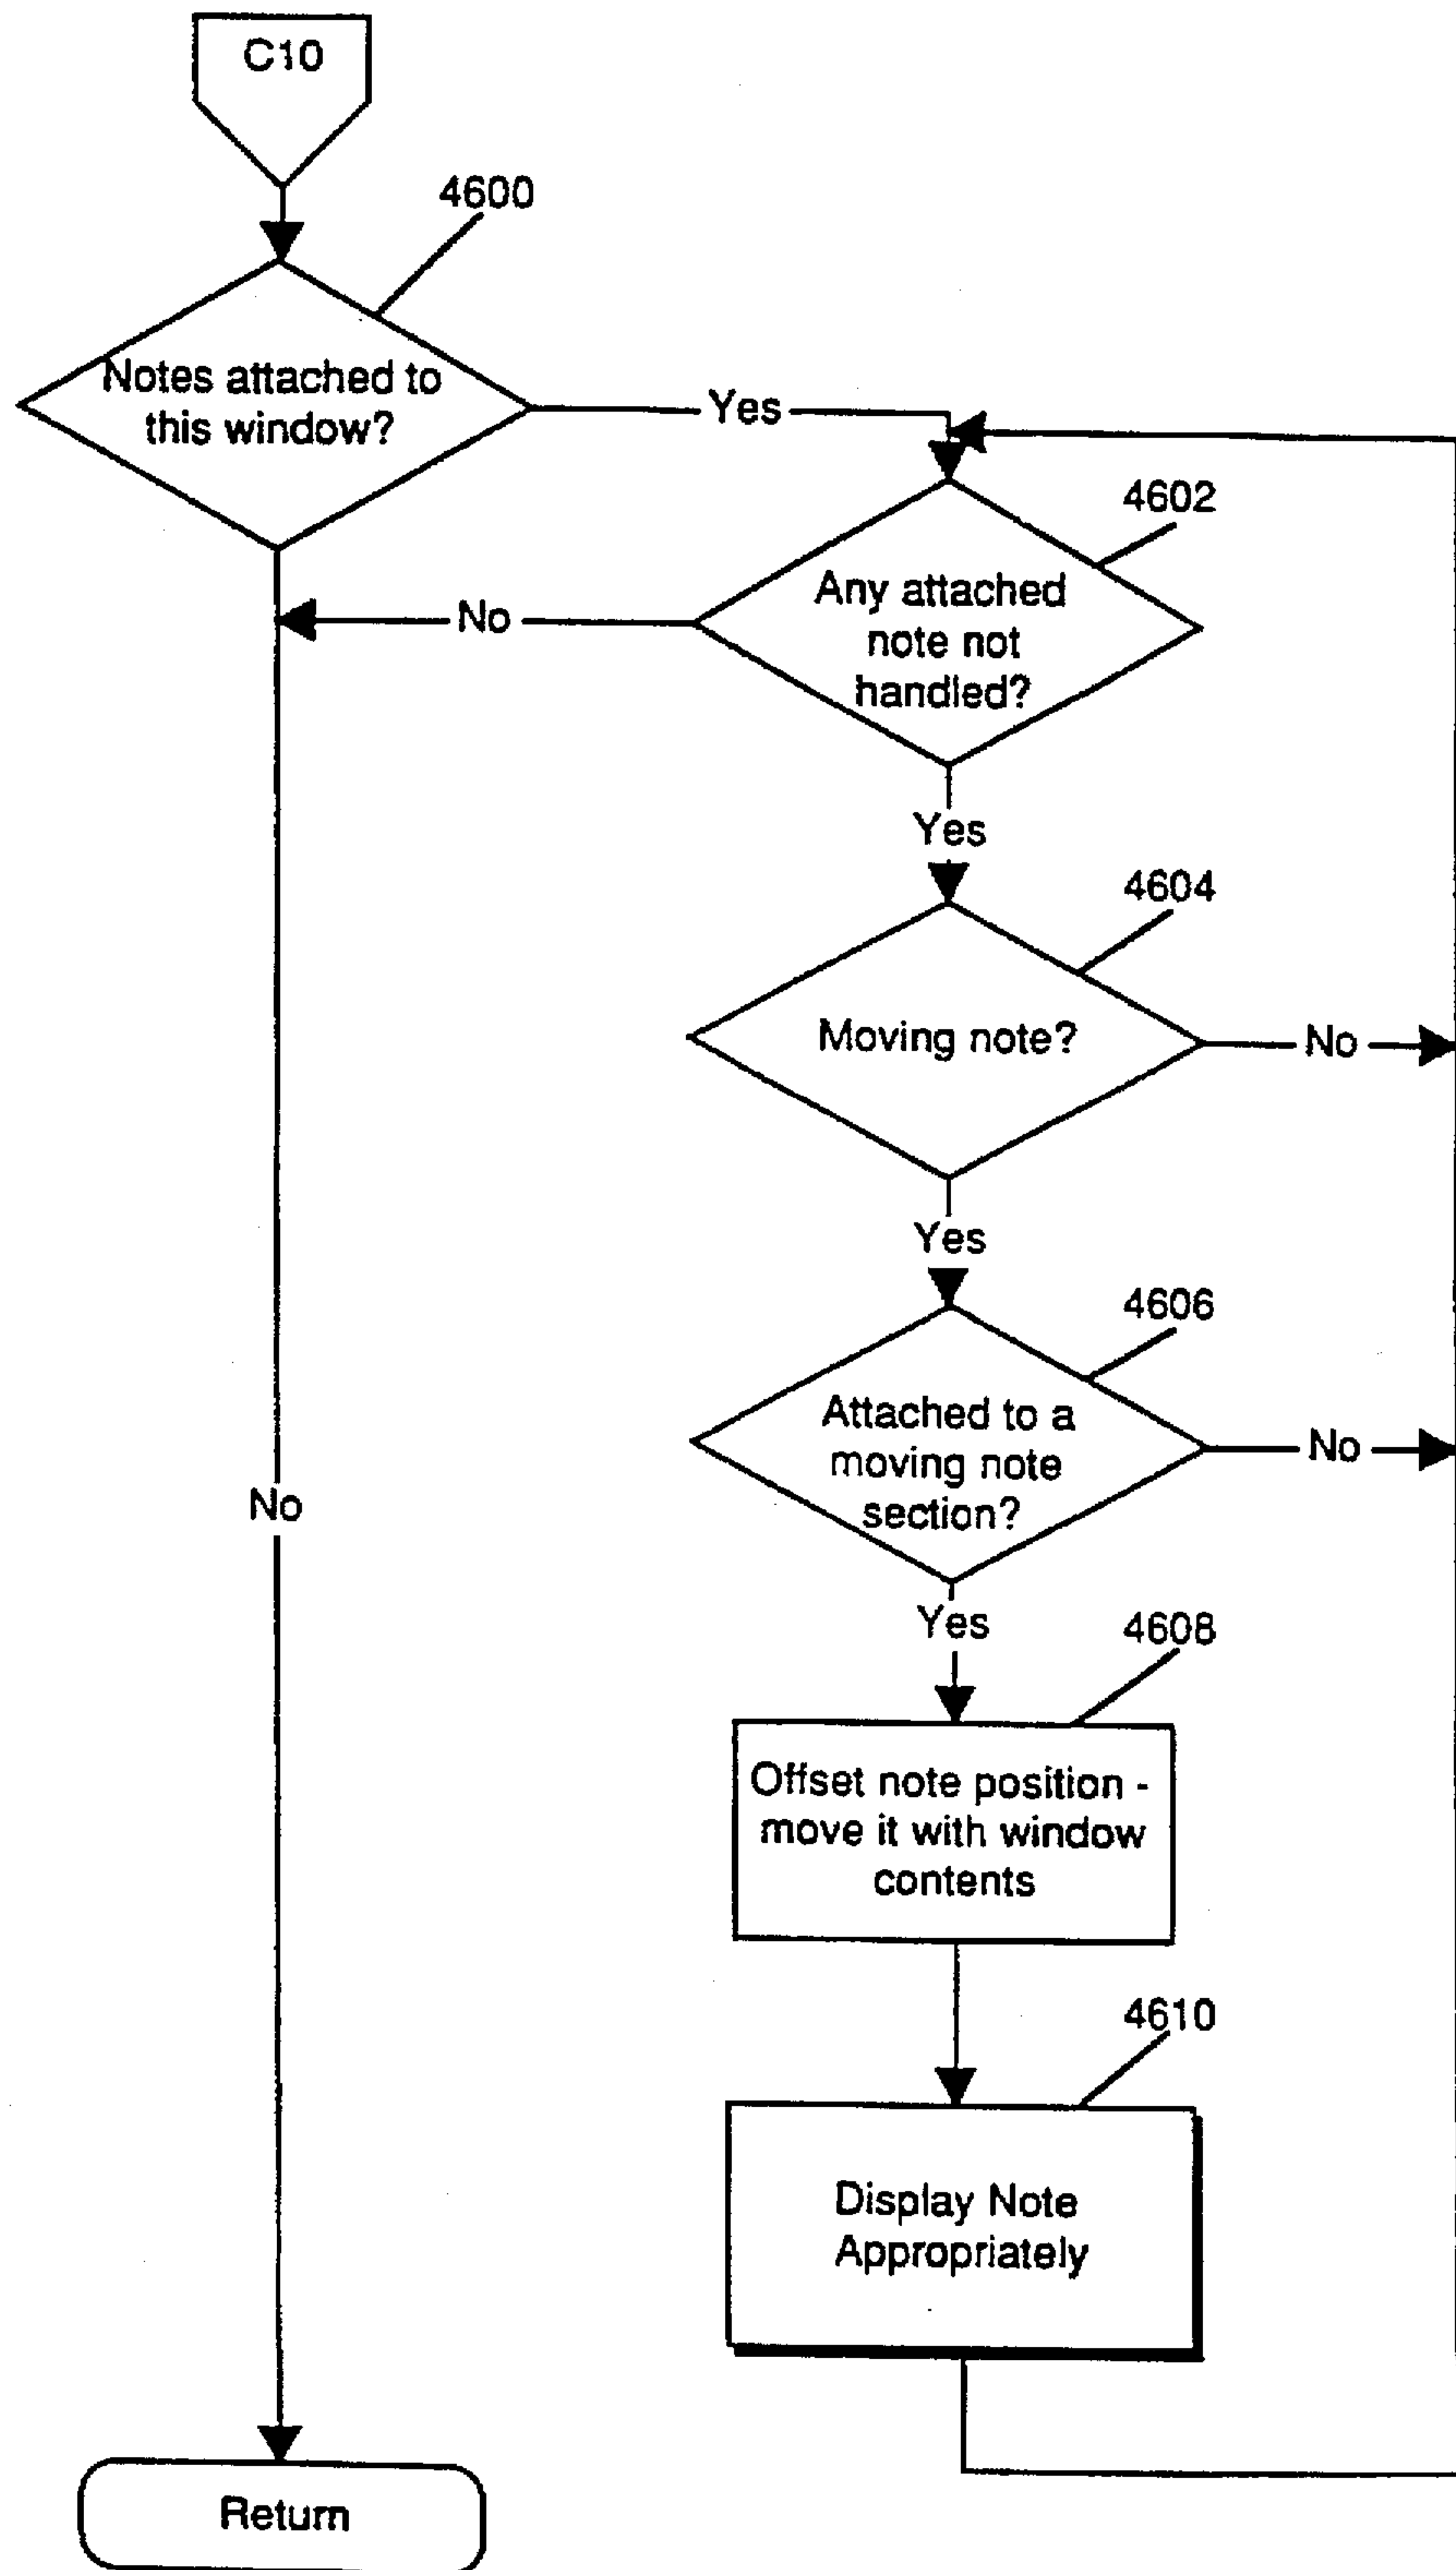 C10
4600
Notes attached to
this window?
Yes
4602
Any attached
note not
handled?
No
Yes
4604
Moving note?
No
Yes
4606
Attached to a
moving note
section?
No
No
Yes
4608
Offset note position -
move it with window
contents
4610
Display Note
Appropriately
Return